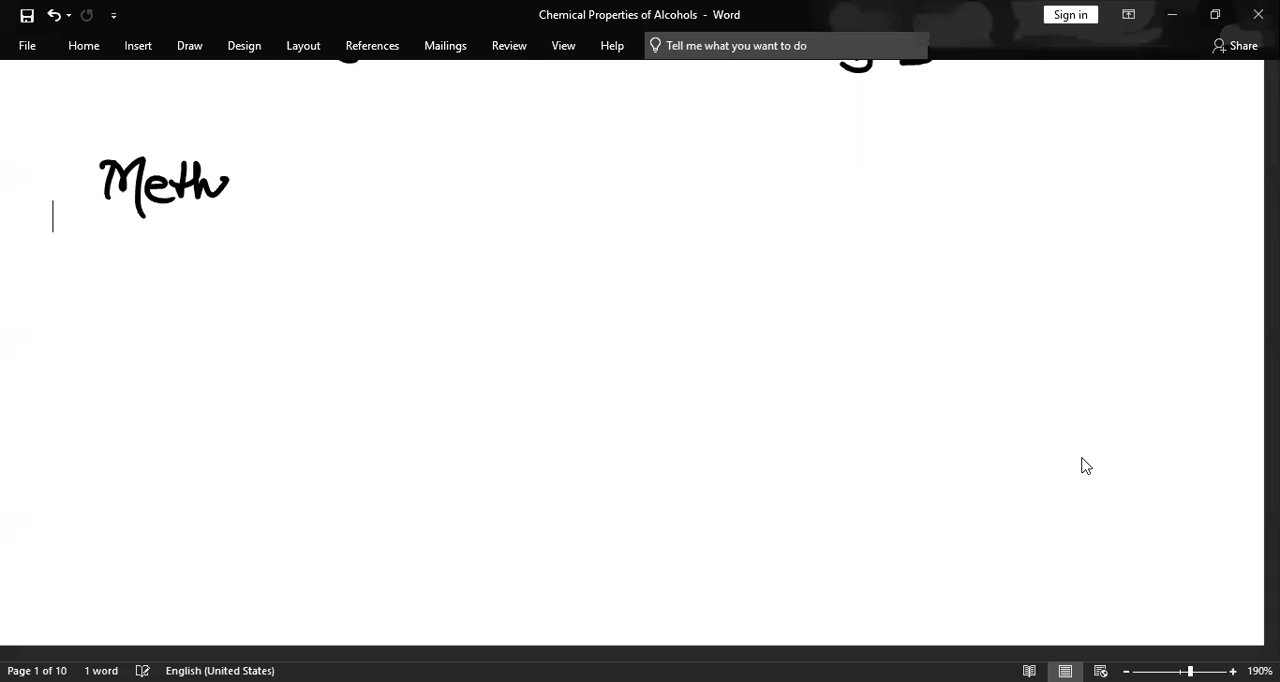 Chemical Properties of Alcohols - Word
Sign in
File Home Insert Draw Design Layout References Mailings Review View Help Tell me what you want to do Share
Meth
Page 1 of 10 1 word English (United States) 190%